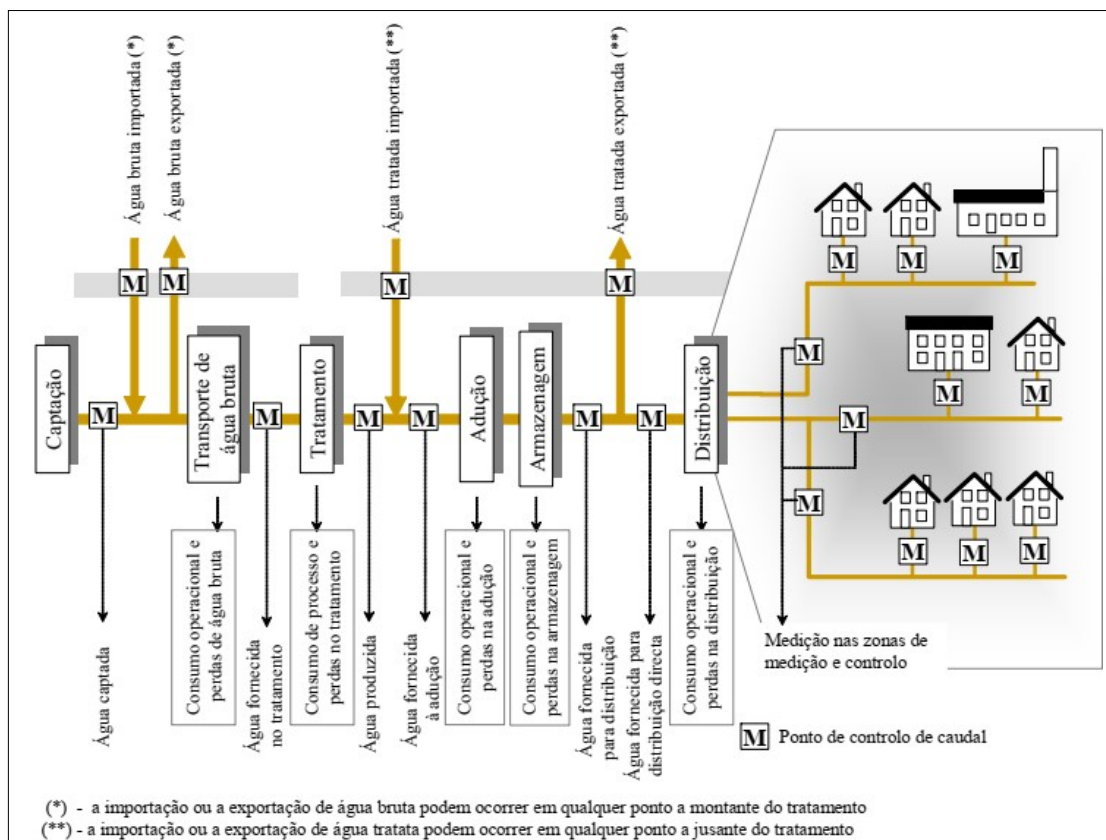 Água bruta importada (*)
Água bruta exportada (*)
Água tratada importada (**)
Água tratada exportada (**)
M
M
M
M
M
M
M
Captação
M
Transporte de
água bruta
M
Tratamento
M
M
Adução
Armazenagem
M
M
Distribuição
M
M
M
M
M
M
M
M
Água captada
Consumo operacional e
perdas de água bruta
Água fornecida
no tratamento
Consumo de processo e
perdas no tratamento
Água produzida
Água fornecida
à adução
Consumo operacional e
perdas na adução
Consumo operacional e
perdas na armazenagem
Água fornecida
para distribuição
Água fornecida para
distribuição directa
Consumo operacional e
perdas na distribuição
Medição nas zonas de
medição e controlo
M Ponto de controlo de caudal
(*) - a importação ou a exportação de água bruta podem ocorrer em qualquer ponto a montante do tratamento
(**) - a importação ou a exportação de água tratata podem ocorrer em qualquer ponto a jusante do tratamento